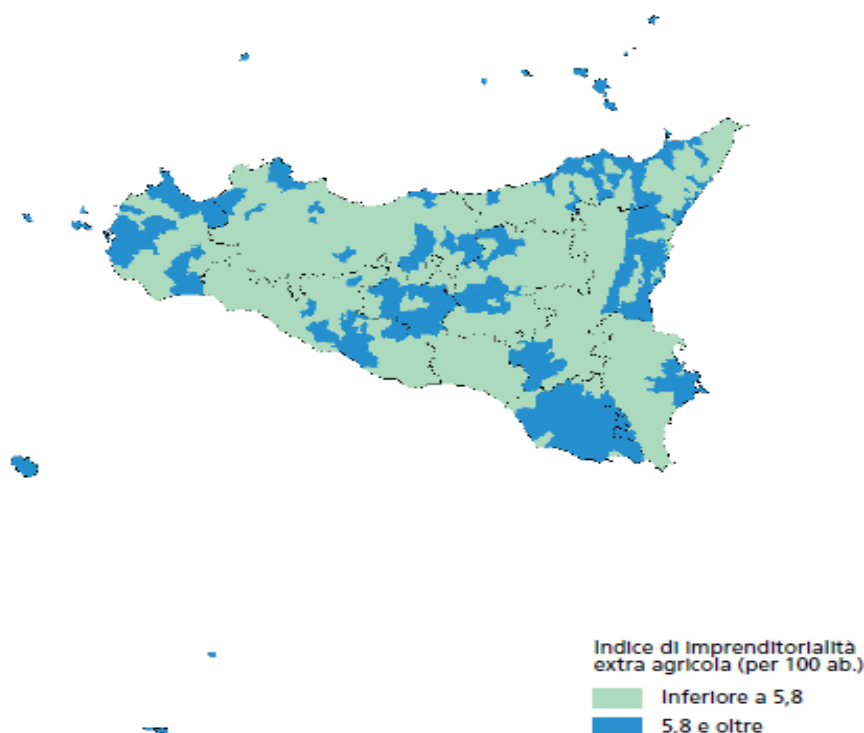 Indice di imprenditorialità
extra agricola (per 100 ab.)
Inferiore a 5,8
5,8 e oltre